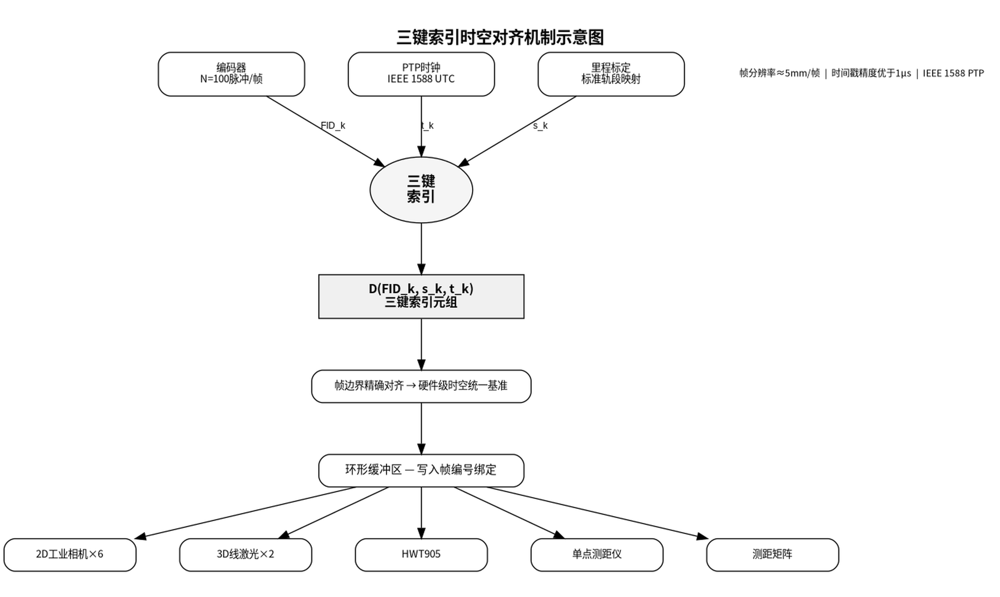 三键索引时空对齐机制示意图
编码器
N=100脉冲/帧
PTP时钟
IEEE 1588 UTC
里程标定
标准轨段映射
帧分辨率≈5mm/帧 | 时间戳精度优于1μs | IEEE 1588 PTP
FID_k
t_k
s_k
三键
索引
D(FID_k, s_k, t_k)
三键索引元组
帧边界精确对齐 → 硬件级时空统一基准
环形缓冲区 — 写入帧编号绑定
2D工业相机×6
3D线激光×2
HWT905
单点测距仪
测距矩阵